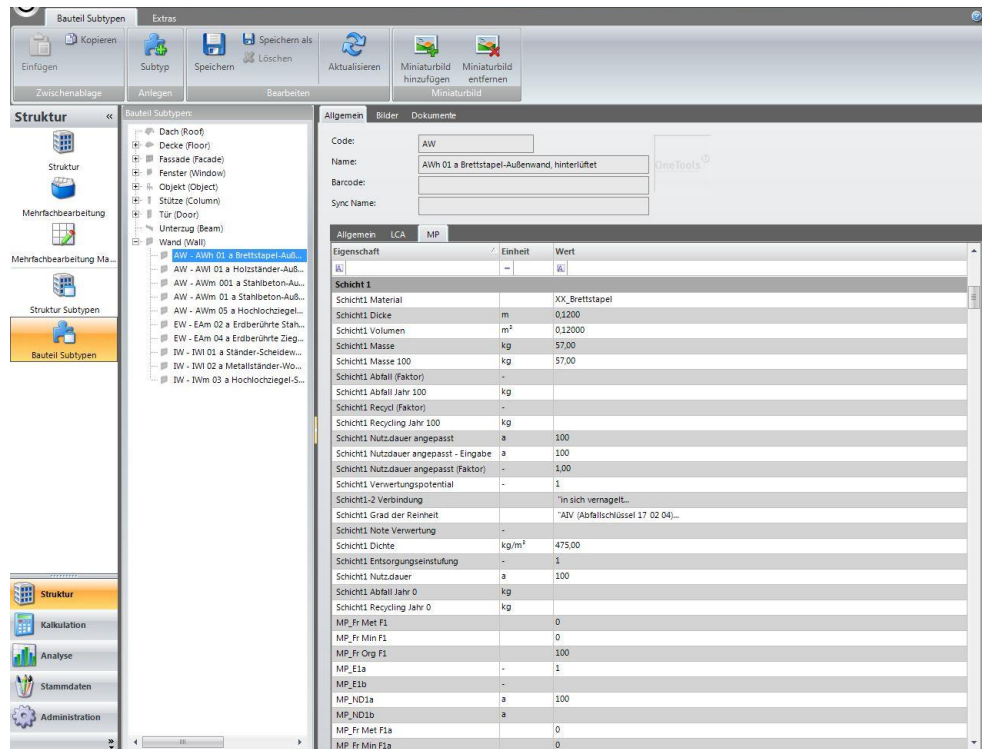 Bauteil Subtypen Extras
Einfügen
Kopieren
Subtyp
Speichern
Speichern als
Löschen
Aktualisieren
Miniaturbild hinzufügen
Miniaturbild entfernen
Zwischenablage Anlegen Bearbeiten Miniaturbild
Struktur «
Struktur
Mehrfachbearbeitung
Mehrfachbearbeitung Ma...
Struktur Subtypen
Bauteil Subtypen
Struktur
Kalkulation
Analyse
Stammdaten
Administration
Bauteil Subtypen:
Dach (Roof)
Decke (Floor)
Fassade (Facade)
Fenster (Window)
Objekt (Object)
Stütze (Column)
Tür (Door)
Unterzug (Beam)
Wand (Wall)
AW - AWh 01 a Brettstapel-Auß...
AW - AWl 01 a Holzständer-Auß...
AW - AWm 001 a Stahlbeton-Au...
AW - AWm 01 a Stahlbeton-Auß...
AW - AWm 05 a Hochlochziegel...
EW - EAm 02 a Erdberührte Stah...
EW - EAm 04 a Erdberührte Zieg...
IW - IWl 01 a Ständer-Scheidew...
IW - IWl 02 a Metallständer-Wo...
IW - IWm 03 a Hochlochziegel-S...
Allgemein Bilder Dokumente
Code: AW
Name: AWh 01 a Brettstapel-Außenwand, hinterlüftet
Barcode:
Sync Name:
OneTools
Allgemein LCA MP
Eigenschaft Einheit Wert
Schicht 1
Schicht1 Material XX_Brettstapel
Schicht1 Dicke m 0,1200
Schicht1 Volumen m³ 0,12000
Schicht1 Masse kg 57,00
Schicht1 Masse 100 kg 57,00
Schicht1 Abfall (Faktor) -
Schicht1 Abfall Jahr 100 kg
Schicht1 Recycl (Faktor) -
Schicht1 Recycling Jahr 100 kg
Schicht1 Nutz.dauer angepasst a 100
Schicht1 Nutzdauer angepasst - Eingabe a 100
Schicht1 Nutz.dauer angepasst (Faktor) - 1,00
Schicht1 Verwertungspotential - 1
Schicht1-2 Verbindung "in sich vernagelt...
Schicht1 Grad der Reinheit "AIV (Abfallschlüssel 17 02 04)...
Schicht1 Note Verwertung -
Schicht1 Dichte kg/m³ 475,00
Schicht1 Entsorgungseinstufung - 1
Schicht1 Nutz.dauer a 100
Schicht1 Abfall Jahr 0 kg
Schicht1 Recycling Jahr 0 kg
MP_Fr Met F1 0
MP_Fr Min F1 0
MP_Fr Org F1 100
MP_E1a - 1
MP_E1b -
MP_ND1a a 100
MP_ND1b a
MP_Fr Met F1a 0
MP_Fr Min F1a 0